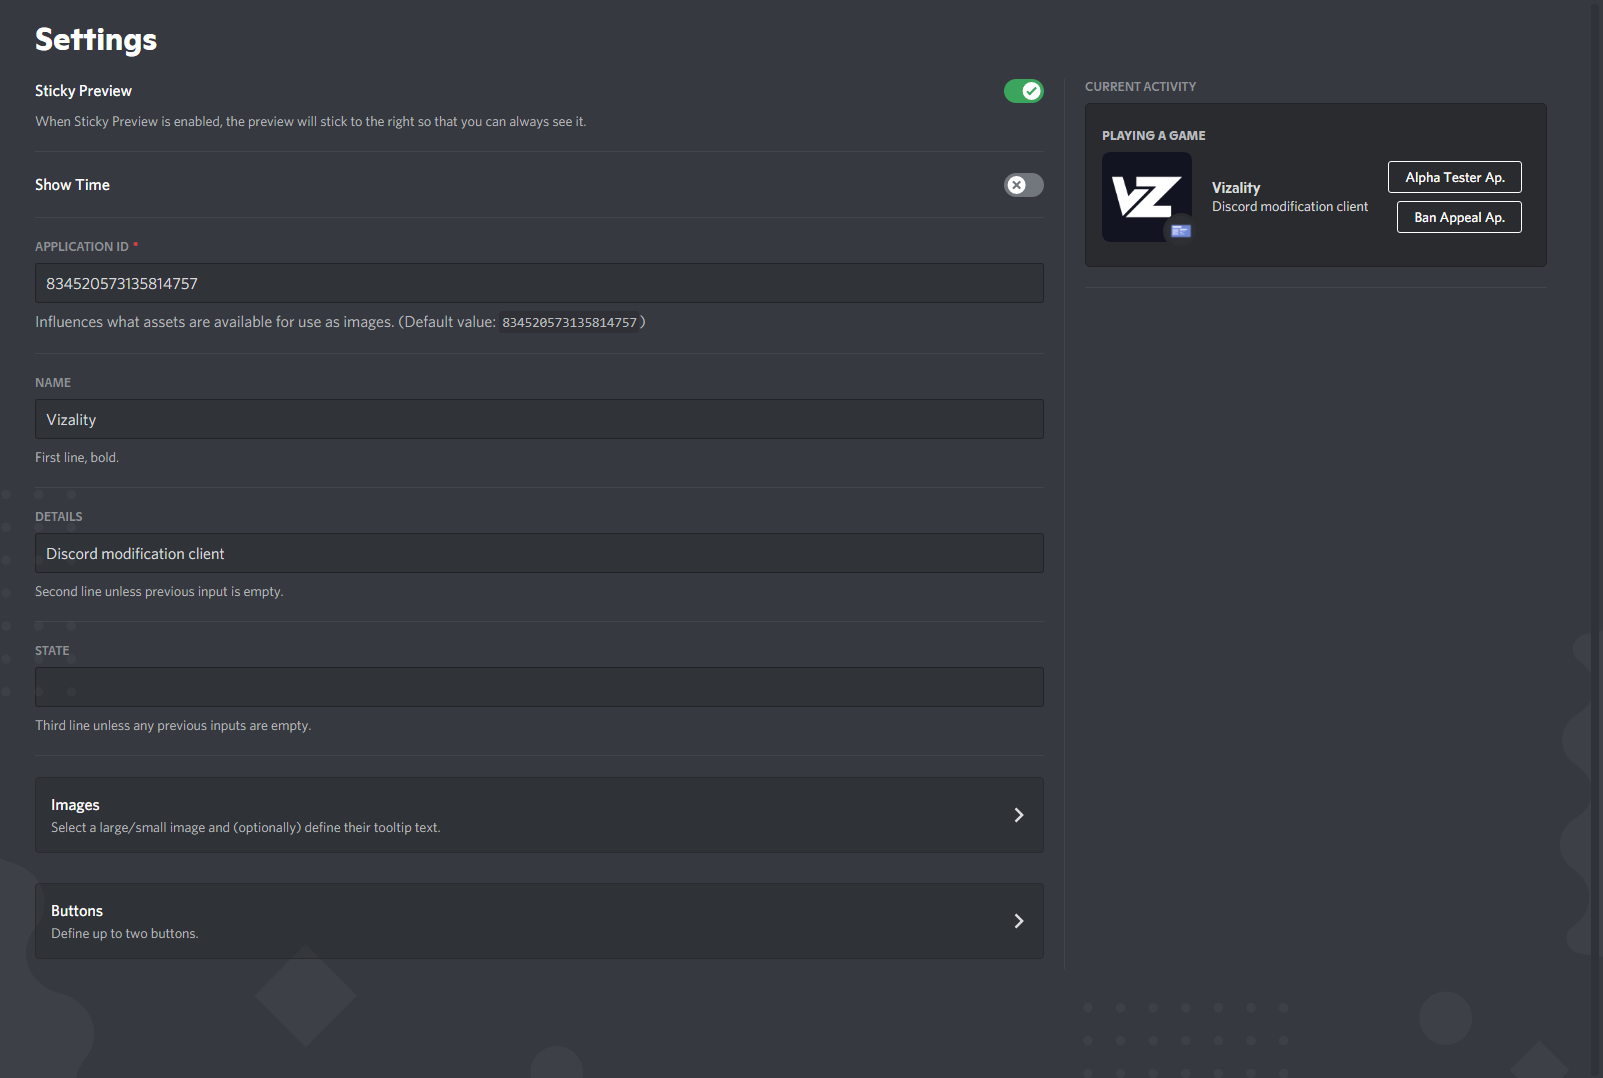 Settings
Sticky Preview
When Sticky Preview is enabled, the preview will stick to the right so that you can always see it.
Show Time
APPLICATION ID *
834520573135814757
Influences what assets are available for use as images. (Default value: 834520573135814757)
NAME
Vizality
First line, bold.
DETAILS
Discord modification client
Second line unless previous input is empty.
STATE
Third line unless any previous inputs are empty.
Images
Select a large/small image and (optionally) define their tooltip text.
Buttons
Define up to two buttons.
CURRENT ACTIVITY
PLAYING A GAME
VZ
Vizality
Discord modification client
Alpha Tester Ap.
Ban Appeal Ap.